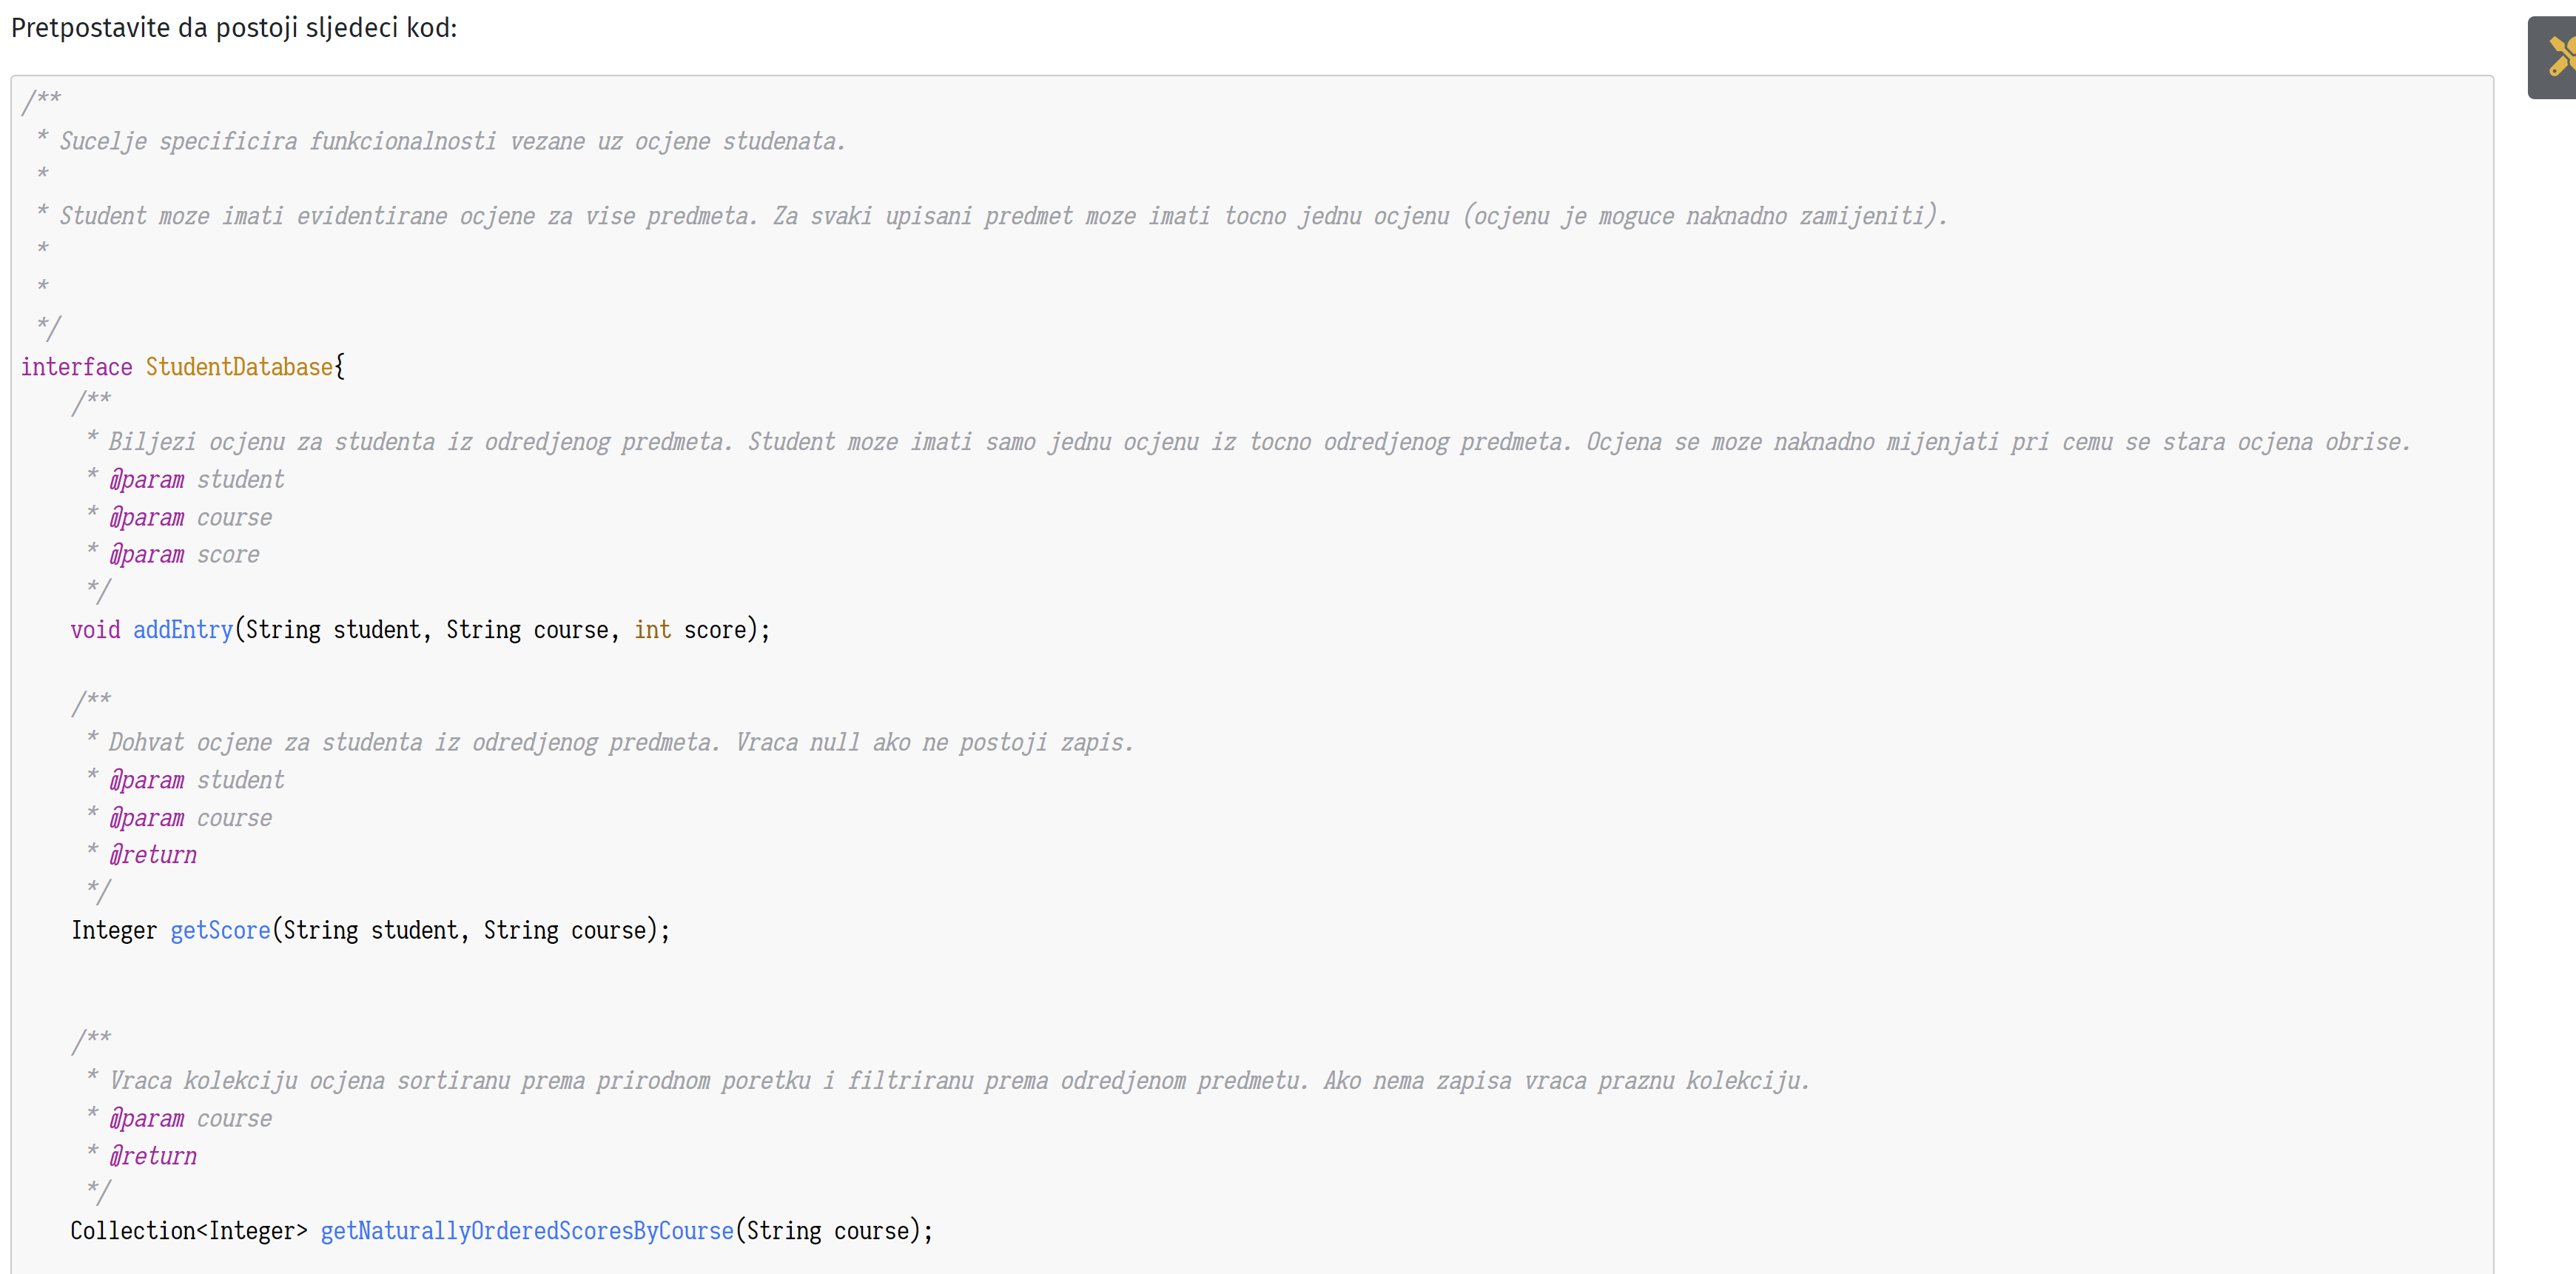 Pretpostavite da postoji sljedeci kod:
/**
 * Sucelje specificira funkcionalnosti vezane uz ocjene studenata.
 *
 * Student moze imati evidentirane ocjene za vise predmeta. Za svaki upisani predmet moze imati tocno jednu ocjenu (ocjenu je moguce naknadno zamijeniti).
 *
 *
 */
interface StudentDatabase{
    /**
     * Biljezi ocjenu za studenta iz odredjenog predmeta. Student moze imati samo jednu ocjenu iz tocno odredjenog predmeta. Ocjena se moze naknadno mijenjati pri cemu se stara ocjena obrise.
     * @param student
     * @param course
     * @param score
     */
    void addEntry(String student, String course, int score);
    /**
     * Dohvat ocjene za studenta iz odredjenog predmeta. Vraca null ako ne postoji zapis.
     * @param student
     * @param course
     * @return
     */
    Integer getScore(String student, String course);
    /**
     * Vraca kolekciju ocjena sortiranu prema prirodnom poretku i filtriranu prema odredjenom predmetu. Ako nema zapisa vraca praznu kolekciju.
     * @param course
     * @return
     */
    Collection<Integer> getNaturallyOrderedScoresByCourse(String course);